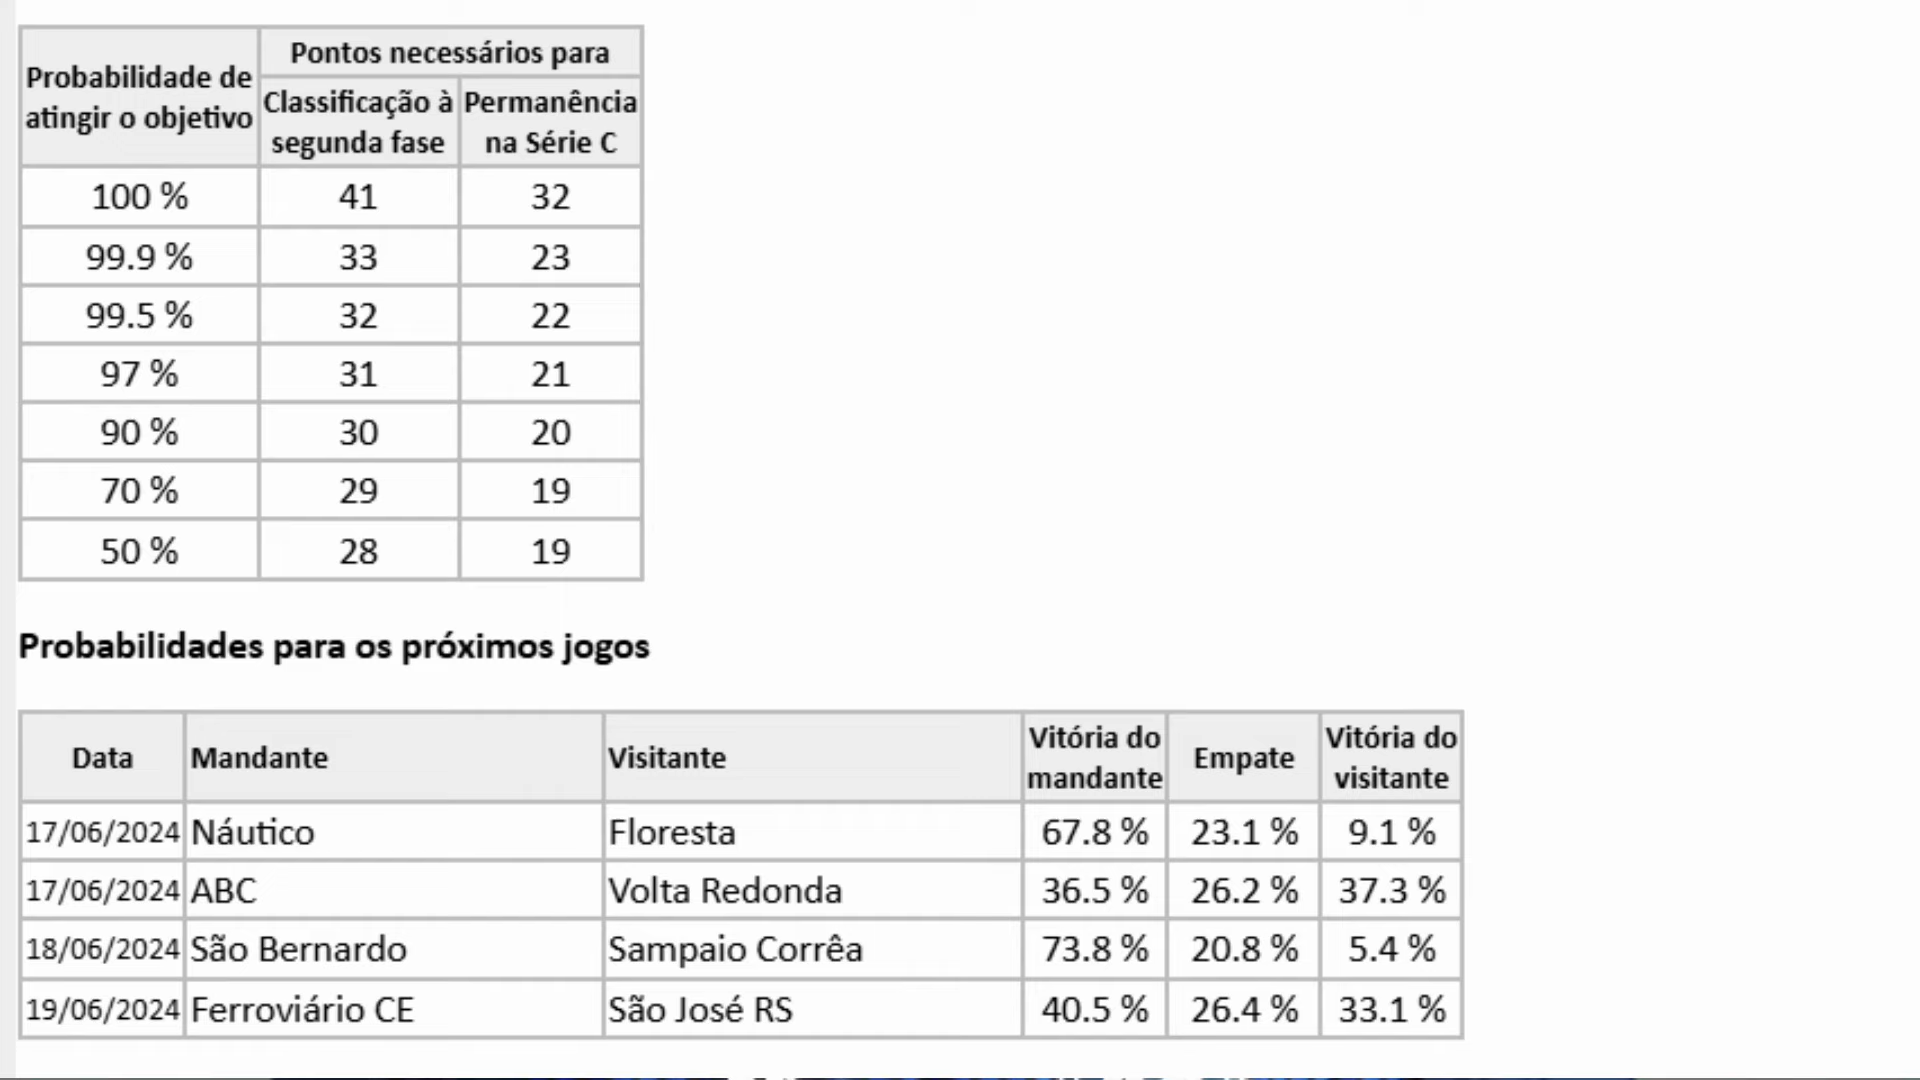 Probabilidade de atingir o objetivo | Pontos necessários para
Classificação à segunda fase | Permanência na Série C
100 % | 41 | 32
99.9 % | 33 | 23
99.5 % | 32 | 22
97 % | 31 | 21
90 % | 30 | 20
70 % | 29 | 19
50 % | 28 | 19
Probabilidades para os próximos jogos
Data | Mandante | Visitante | Vitória do mandante | Empate | Vitória do visitante
17/06/2024 | Náutico | Floresta | 67.8 % | 23.1 % | 9.1 %
17/06/2024 | ABC | Volta Redonda | 36.5 % | 26.2 % | 37.3 %
18/06/2024 | São Bernardo | Sampaio Corrêa | 73.8 % | 20.8 % | 5.4 %
19/06/2024 | Ferroviário CE | São José RS | 40.5 % | 26.4 % | 33.1 %